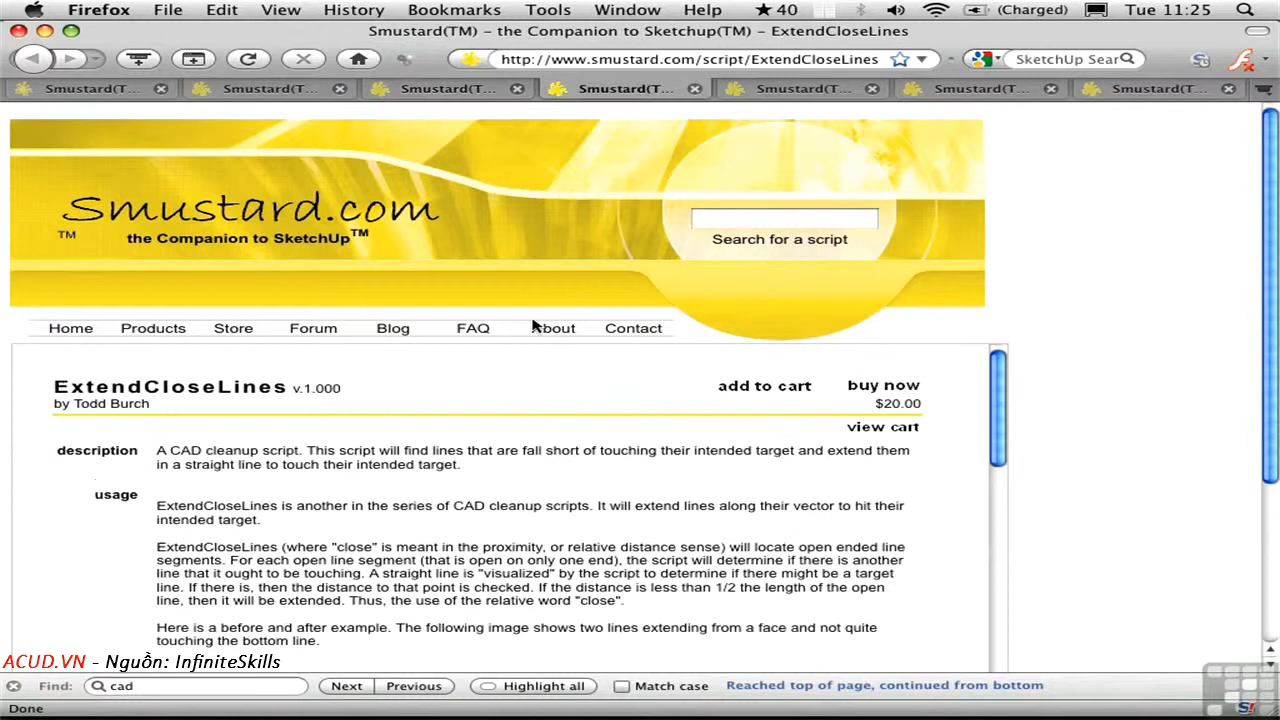 Firefox File Edit View History Bookmarks Tools Window Help ★ 40 (Charged) Tue 11:25
Smustard(TM) – the Companion to Sketchup(TM) – ExtendCloseLines
http://www.smustard.com/script/ExtendCloseLines SketchUp Sear
Smustard(T... Smustard(T... Smustard(T... Smustard(T... Smustard(T... Smustard(T... Smustard(T...
Smustard.com
TM the Companion to SketchUp™
Search for a script
Home Products Store Forum Blog FAQ About Contact
ExtendCloseLines v.1.000 add to cart buy now
by Todd Burch $20.00
view cart
description A CAD cleanup script. This script will find lines that are fall short of touching their intended target and extend them
in a straight line to touch their intended target.
usage
ExtendCloseLines is another in the series of CAD cleanup scripts. It will extend lines along their vector to hit their
intended target.
ExtendCloseLines (where "close" is meant in the proximity, or relative distance sense) will locate open ended line
segments. For each open line segment (that is open on only one end), the script will determine if there is another
line that it ought to be touching. A straight line is "visualized" by the script to determine if there might be a target
line. If there is, then the distance to that point is checked. If the distance is less than 1/2 the length of the open
line, then it will be extended. Thus, the use of the relative word "close".
Here is a before and after example. The following image shows two lines extending from a face and not quite
touching the bottom line.
ACUD.VN - Nguồn: InfiniteSkills
Find: cad Next Previous Highlight all Match case Reached top of page, continued from bottom
Done